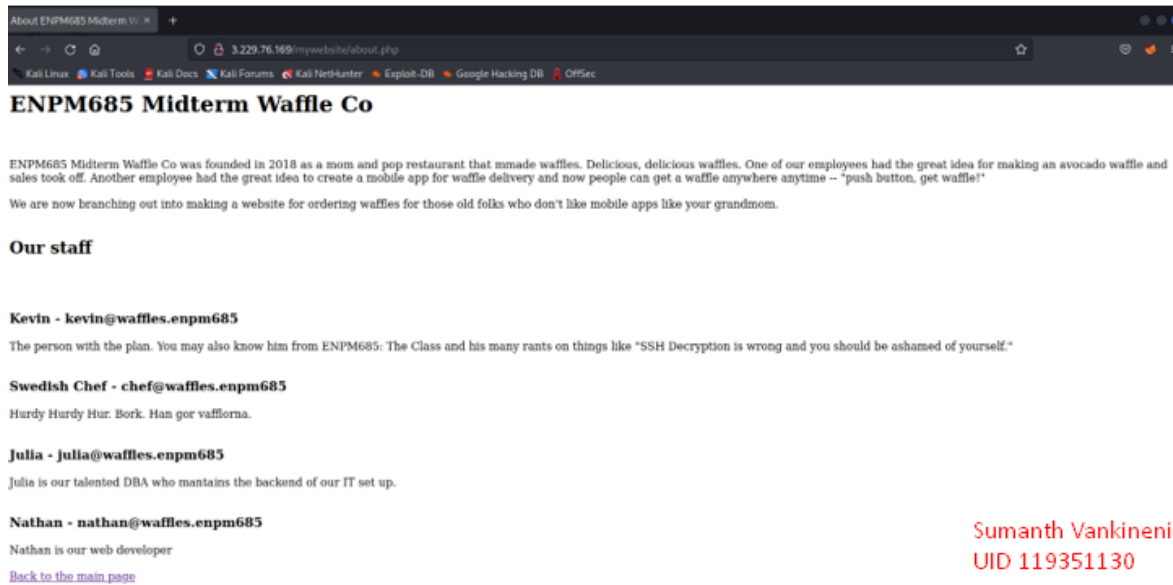 About ENPM685 Midterm W
3.229.76.169/mywebsite/about.php
Kali Linux Kali Tools Kali Docs Kali Forums Kali NetHunter Exploit-DB Google Hacking DB OffSec
ENPM685 Midterm Waffle Co
ENPM685 Midterm Waffle Co was founded in 2018 as a mom and pop restaurant that mmade waffles. Delicious, delicious waffles. One of our employees had the great idea for making an avocado waffle and
sales took off. Another employee had the great idea to create a mobile app for waffle delivery and now people can get a waffle anywhere anytime -- "push button, get waffle!"
We are now branching out into making a website for ordering waffles for those old folks who don't like mobile apps like your grandmom.
Our staff
Kevin - kevin@waffles.enpm685
The person with the plan. You may also know him from ENPM685: The Class and his many rants on things like "SSH Decryption is wrong and you should be ashamed of yourself."
Swedish Chef - chef@waffles.enpm685
Hurdy Hurdy Hur. Bork. Han gor vafflorna.
Julia - julia@waffles.enpm685
Julia is our talented DBA who mantains the backend of our IT set up.
Nathan - nathan@waffles.enpm685
Nathan is our web developer
Back to the main page
Sumanth Vankineni
UID 119351130